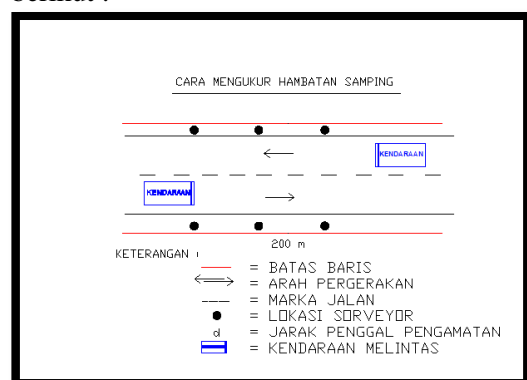 CARA MENGUKUR HAMBATAN SAMPING
KENDARAAN
KENDARAAN
200 m
KETERANGAN :
= BATAS BARIS
= ARAH PERGERAKAN
= MARKA JALAN
= LOKASI SORVEYOR
d = JARAK PENGGAL PENGAMATAN
= KENDARAAN MELINTAS